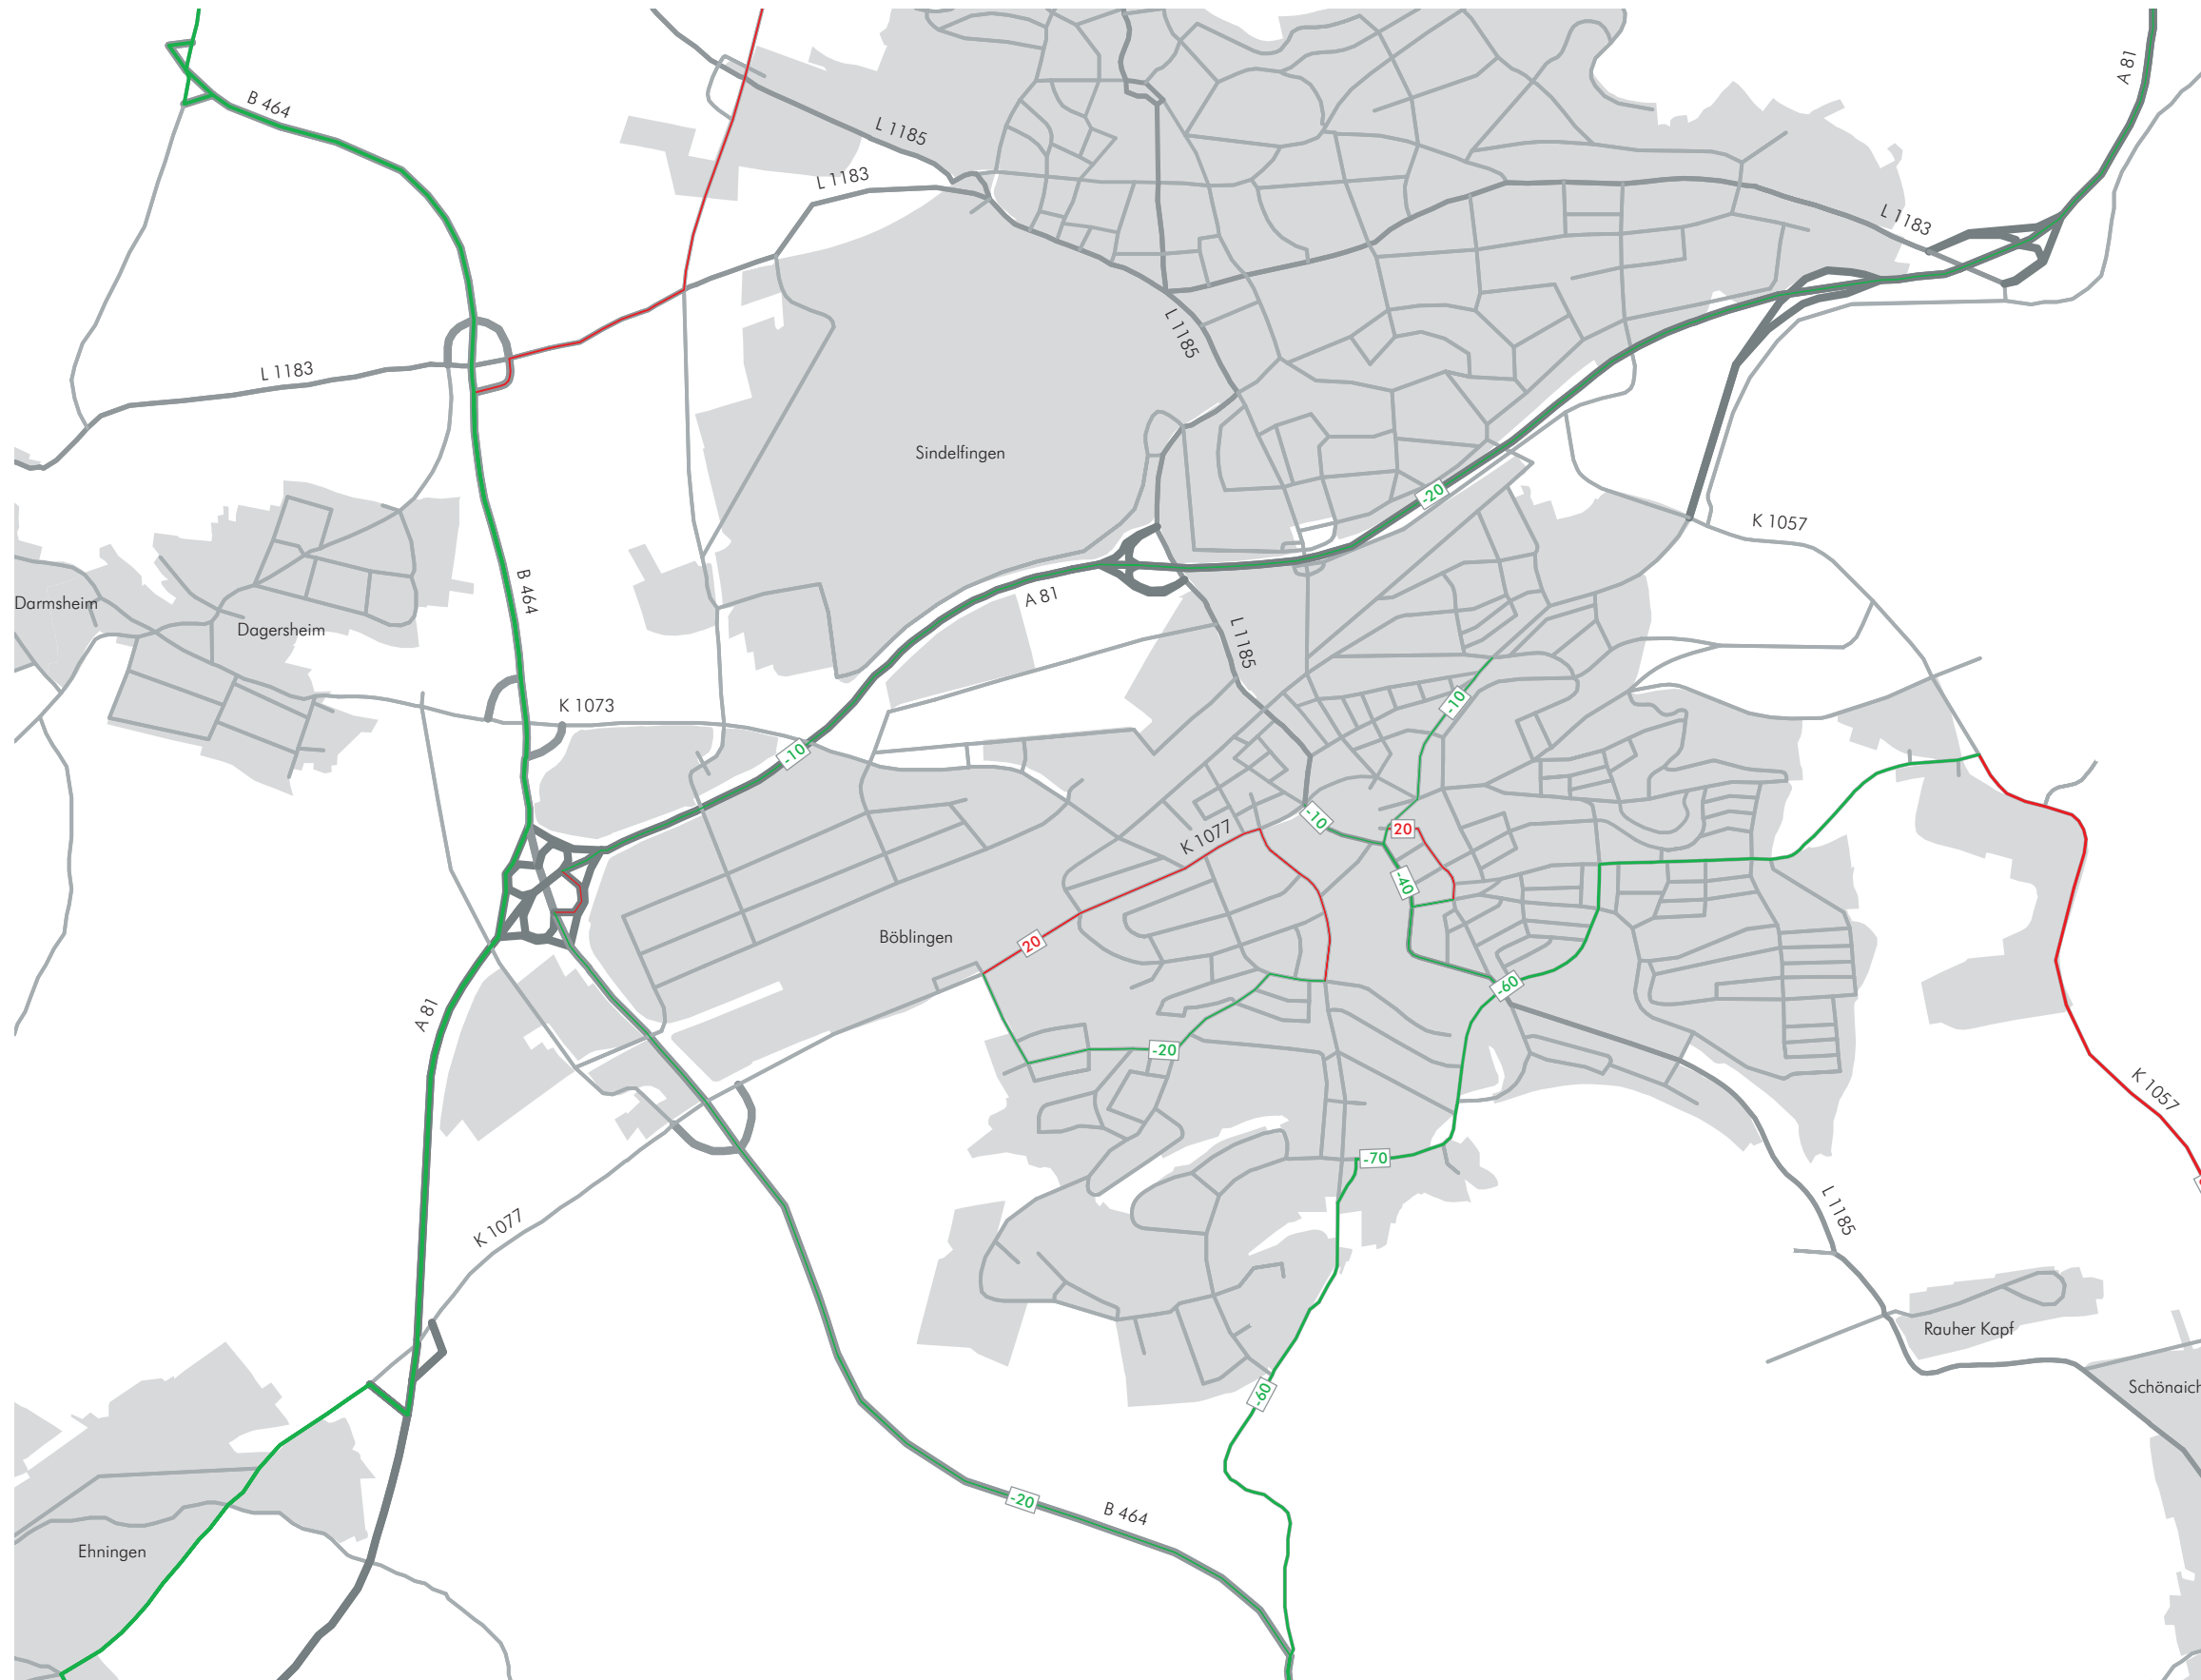 A 81
B 464
L 1185
L 1183
L 1183
L 1185
L 1183
Sindelfingen
-20
K 1057
B 464
A 81
Darmsheim
Dagersheim
L 1185
K 1073
-10
-10
-10
20
K 1077
-40
20
Böblingen
-60
A 81
-20
K 1057
-70
L 1185
K 1077
Rauher Kapf
Schönaich
-60
-20
B 464
Ehningen